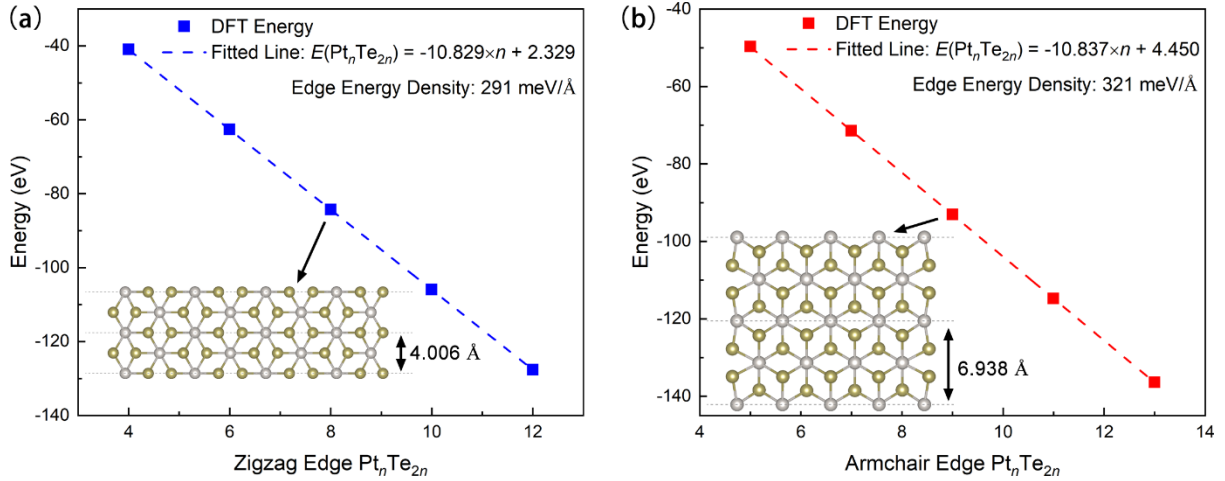 (a)
DFT Energy
Fitted Line: E(PtnTe2n) = -10.829×n + 2.329
Edge Energy Density: 291 meV/Å
Energy (eV)
-40
-60
-80
-100
-120
-140
4.006 Å
4
6
8
10
12
Zigzag Edge PtnTe2n
(b)
DFT Energy
Fitted Line: E(PtnTe2n) = -10.837×n + 4.450
Edge Energy Density: 321 meV/Å
Energy (eV)
-40
-60
-80
-100
-120
-140
6.938 Å
4
6
8
10
12
14
Armchair Edge PtnTe2n